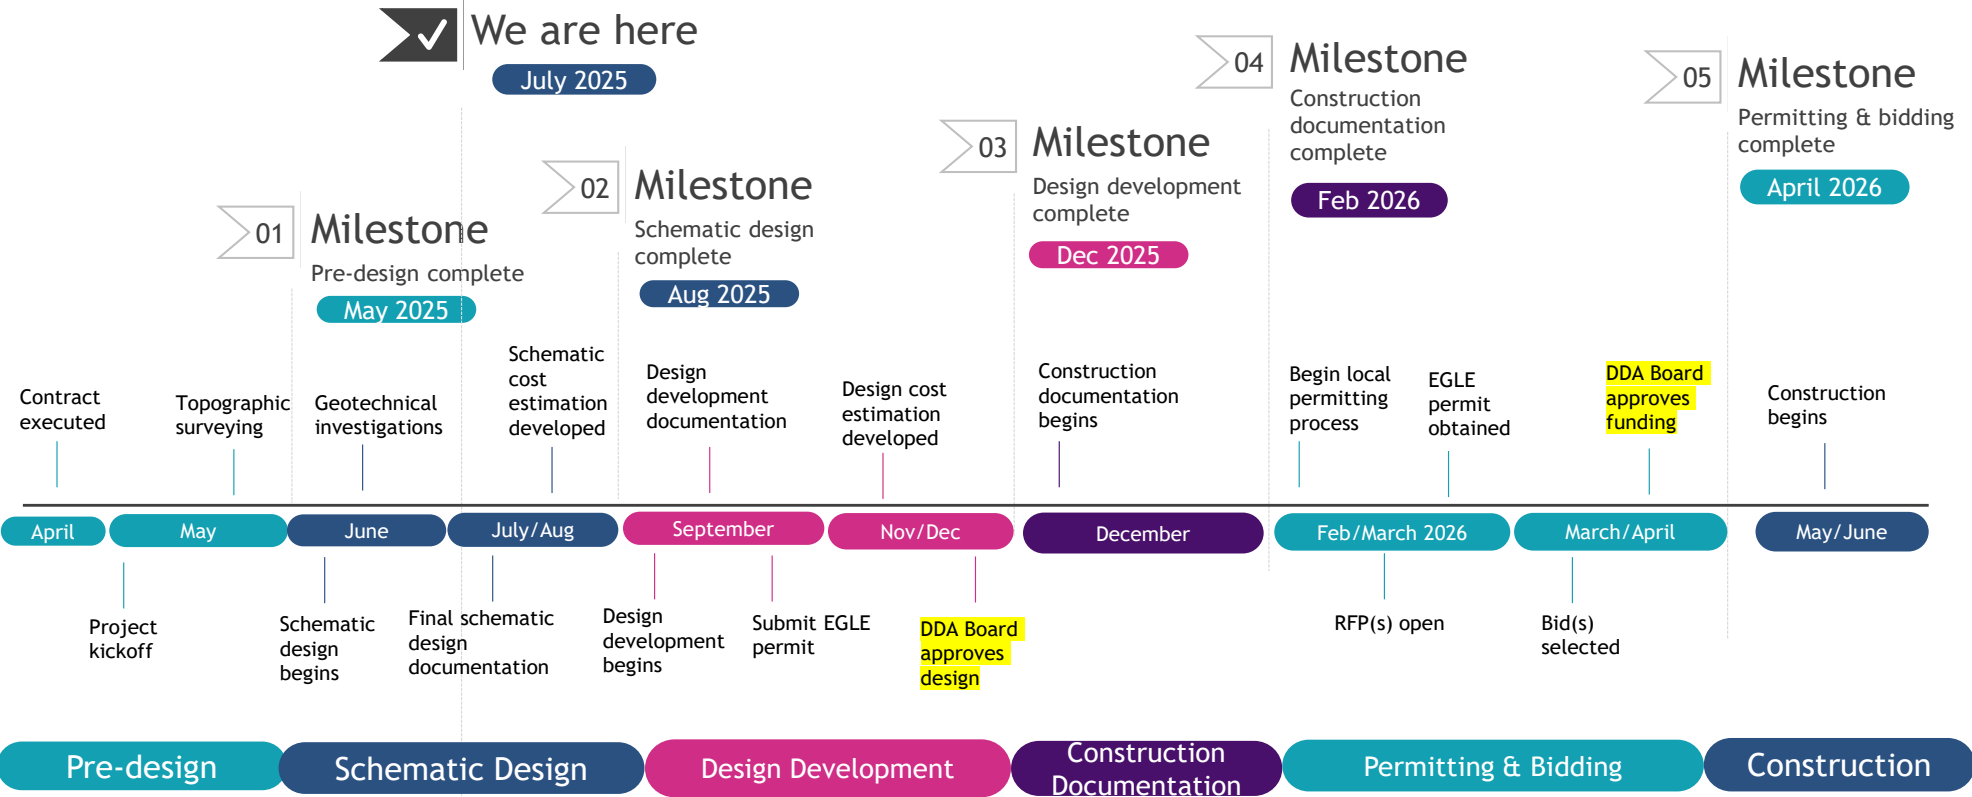 We are here
July 2025
01
Milestone
Pre-design complete
May 2025
02
Milestone
Schematic design
complete
Aug 2025
03
Milestone
Design development
complete
Dec 2025
04
Milestone
Construction
documentation
complete
Feb 2026
05
Milestone
Permitting & bidding
complete
April 2026
Contract
executed
Topographic
surveying
Geotechnical
investigations
Schematic
cost
estimation
developed
Design
development
documentation
Design cost
estimation
developed
Construction
documentation
begins
Begin local
permitting
process
EGLE
permit
obtained
DDA Board
approves
funding
Construction
begins
April
May
June
July/Aug
September
Nov/Dec
December
Feb/March 2026
March/April
May/June
Project
kickoff
Schematic
design
begins
Final schematic
design
documentation
Design
development
begins
Submit EGLE
permit
DDA Board
approves
design
RFP(s) open
Bid(s)
selected
Pre-design
Schematic Design
Design Development
Construction
Documentation
Permitting & Bidding
Construction